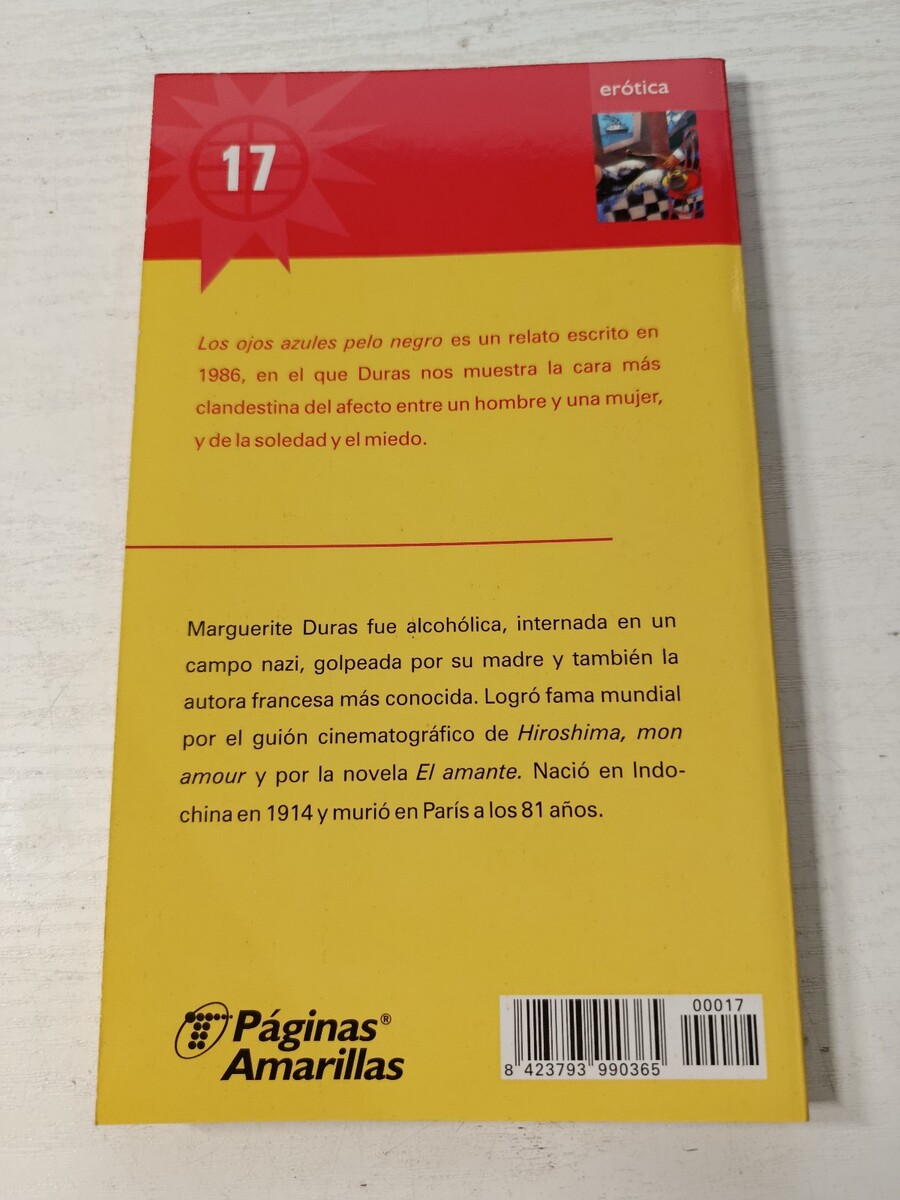 17
erótica
Los ojos azules pelo negro es un relato escrito en
1986, en el que Duras nos muestra la cara más
clandestina del afecto entre un hombre y una mujer,
y de la soledad y el miedo.
Marguerite Duras fue alcohólica, internada en un
campo nazi, golpeada por su madre y también la
autora francesa más conocida. Logró fama mundial
por el guión cinematográfico de Hiroshima, mon
amour y por la novela El amante. Nació en Indo-
china en 1914 y murió en París a los 81 años.
Páginas®
Amarillas
00017
8 423793 990365